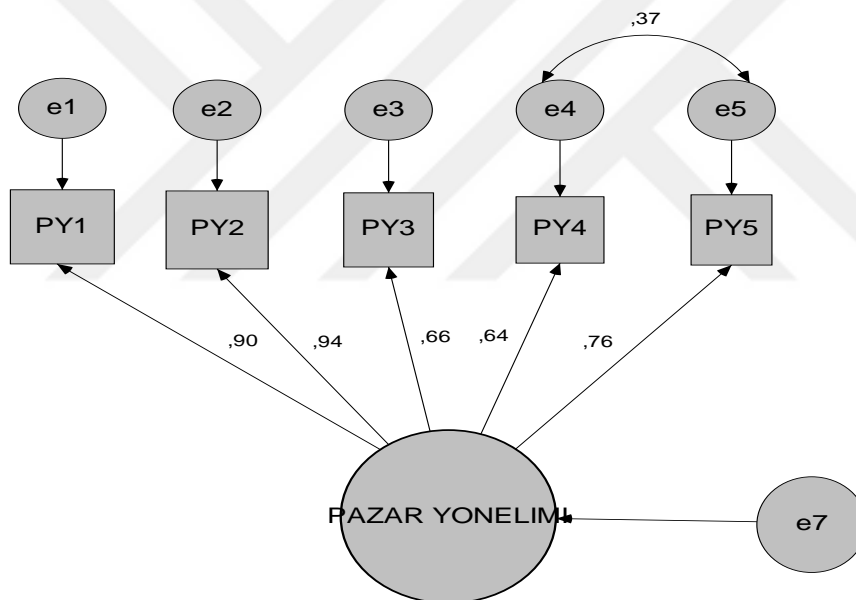 ,37
e1 e2 e3 e4 e5
PY1 PY2 PY3 PY4 PY5
,90 ,94 ,66 ,64 ,76
PAZAR YONELIMI
e7